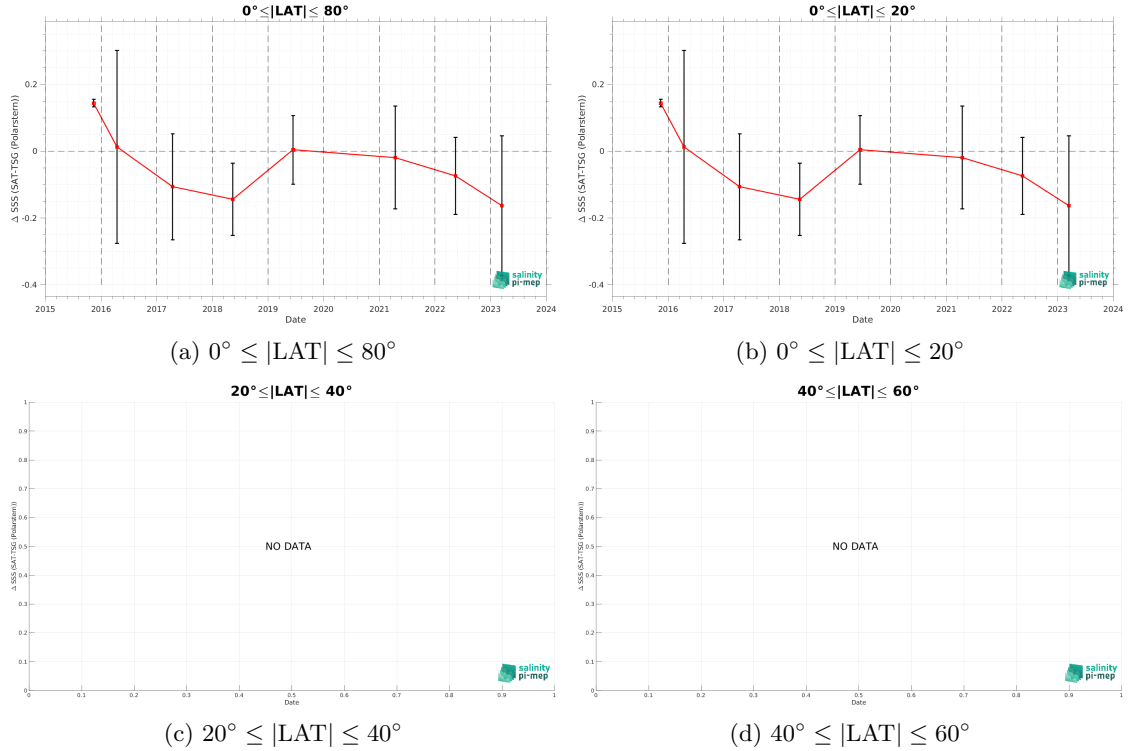 0°≤|LAT|≤ 80°
Δ SSS (SAT-TSG (Polarstern))
0.2
0
-0.2
-0.4
2015 2016 2017 2018 2019 2020 2021 2022 2023 2024
Date
salinity
pi-mep
(a) 0° ≤ |LAT| ≤ 80°
0°≤|LAT|≤ 20°
Δ SSS (SAT-TSG (Polarstern))
0.2
0
-0.2
-0.4
2015 2016 2017 2018 2019 2020 2021 2022 2023 2024
Date
salinity
pi-mep
(b) 0° ≤ |LAT| ≤ 20°
20°≤|LAT|≤ 40°
Δ SSS (SAT-TSG (Polarstern))
1
0.9
0.8
0.7
0.6
0.5
0.4
0.3
0.2
0.1
0
NO DATA
0 0.1 0.2 0.3 0.4 0.5 0.6 0.7 0.8 0.9 1
Date
salinity
pi-mep
(c) 20° ≤ |LAT| ≤ 40°
40°≤|LAT|≤ 60°
Δ SSS (SAT-TSG (Polarstern))
1
0.9
0.8
0.7
0.6
0.5
0.4
0.3
0.2
0.1
0
NO DATA
0 0.1 0.2 0.3 0.4 0.5 0.6 0.7 0.8 0.9 1
Date
salinity
pi-mep
(d) 40° ≤ |LAT| ≤ 60°